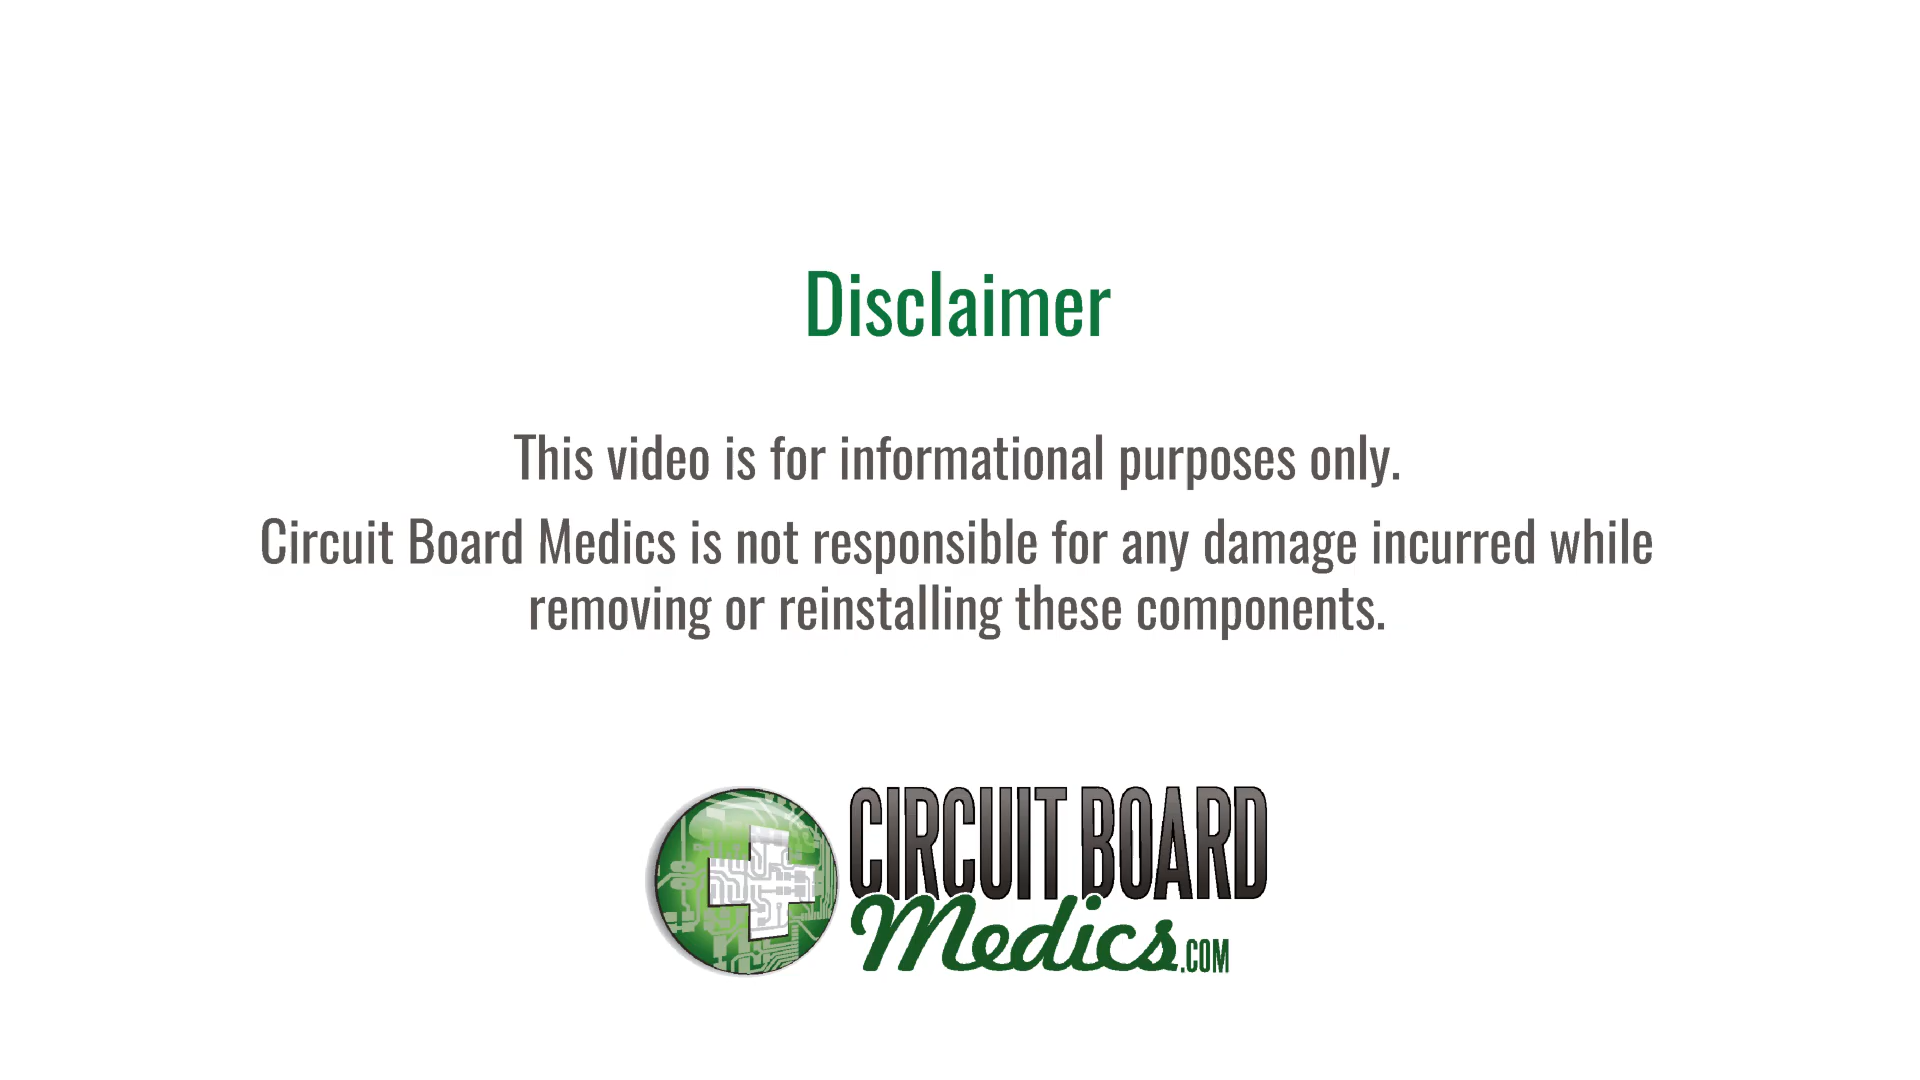 Disclaimer
This video is for informational purposes only.
Circuit Board Medics is not responsible for any damage incurred while
removing or reinstalling these components.
CIRCUIT BOARD
Medics.COM